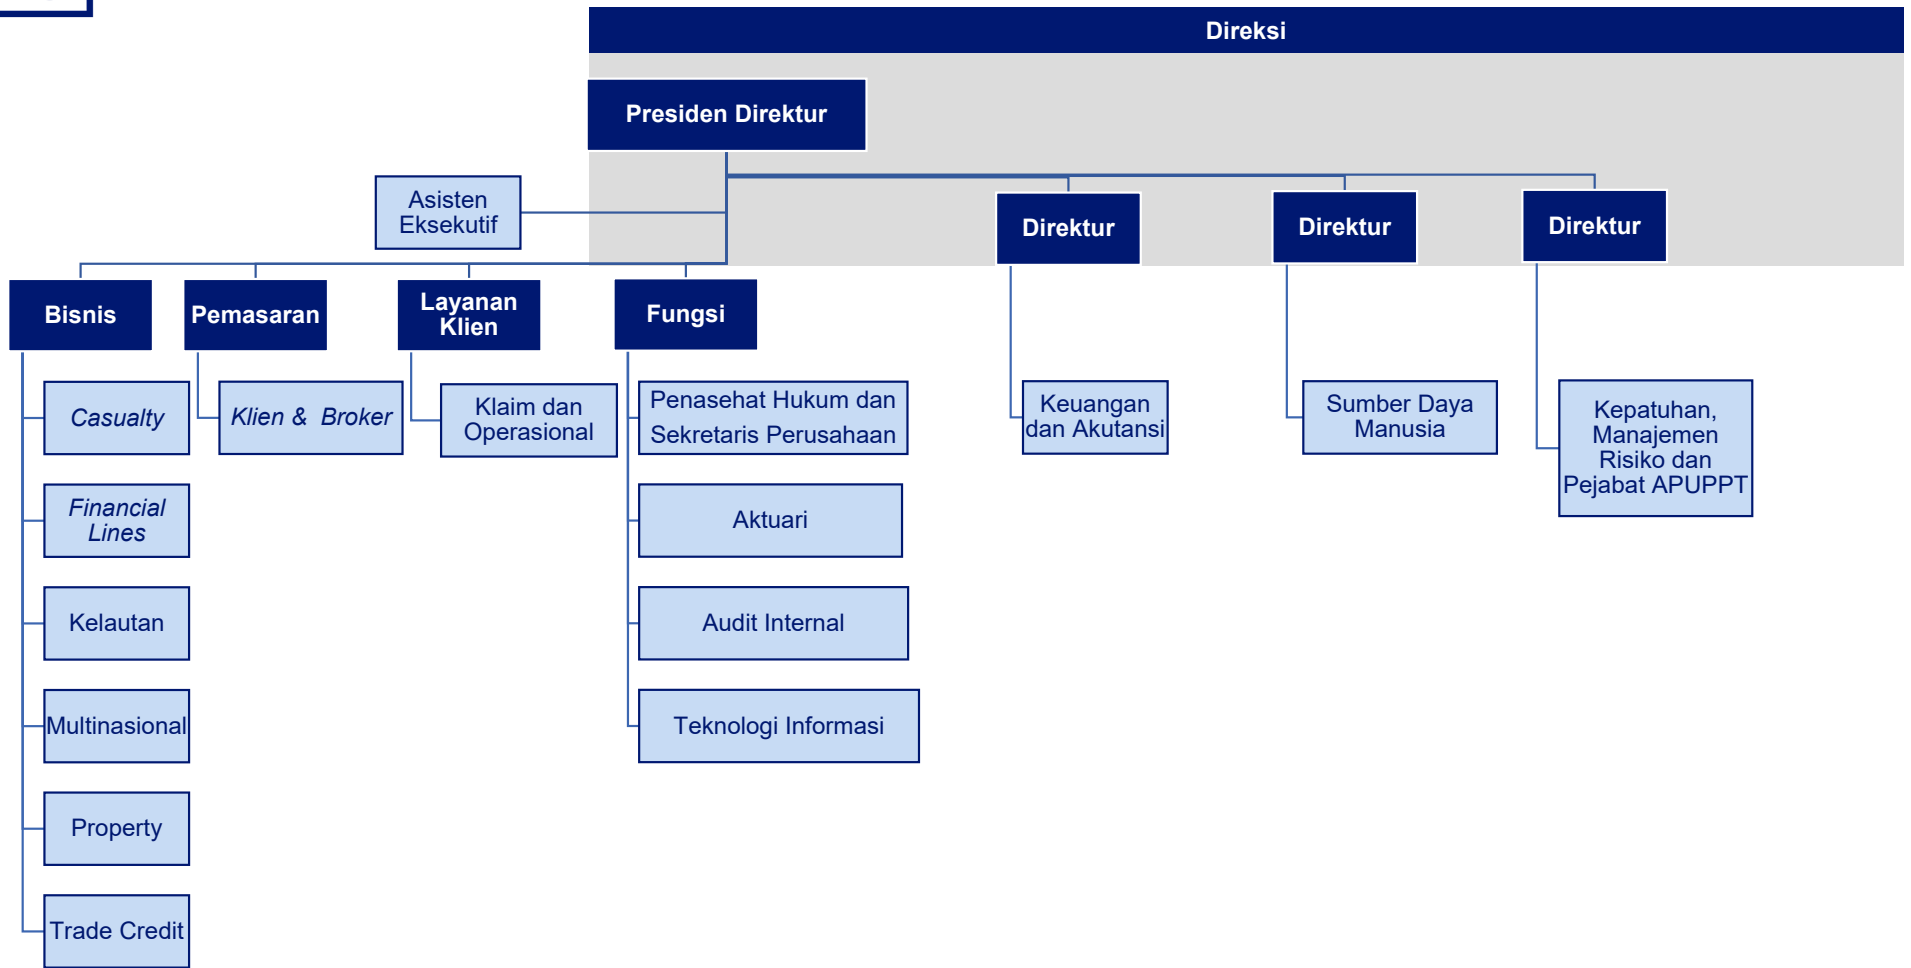 Direksi
Presiden Direktur
Asisten
Eksekutif
Direktur
Direktur
Direktur
Bisnis
Pemasaran
Layanan
Klien
Fungsi
Casualty
Klien & Broker
Klaim dan
Operasional
Penasehat Hukum dan
Sekretaris Perusahaan
Keuangan
dan Akutansi
Sumber Daya
Manusia
Kepatuhan,
Manajemen
Risiko dan
Pejabat APUPPT
Financial
Lines
Aktuari
Kelautan
Audit Internal
Multinasional
Teknologi Informasi
Property
Trade Credit